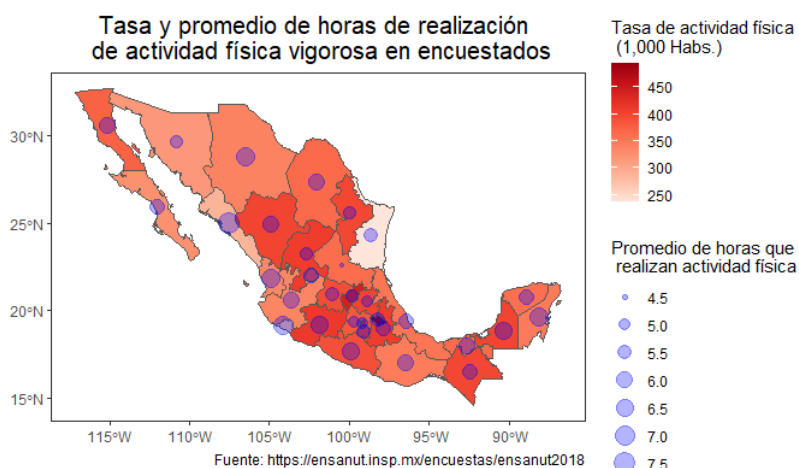 Tasa y promedio de horas de realización
de actividad física vigorosa en encuestados
Tasa de actividad física
(1,000 Habs.)
450
400
350
300
250
Promedio de horas que
realizan actividad física
4.5
5.0
5.5
6.0
6.5
7.0
7.5
30°N
25°N
20°N
15°N
115°W
110°W
105°W
100°W
95°W
90°W
Fuente: https://ensanut.insp.mx/encuestas/ensanut2018